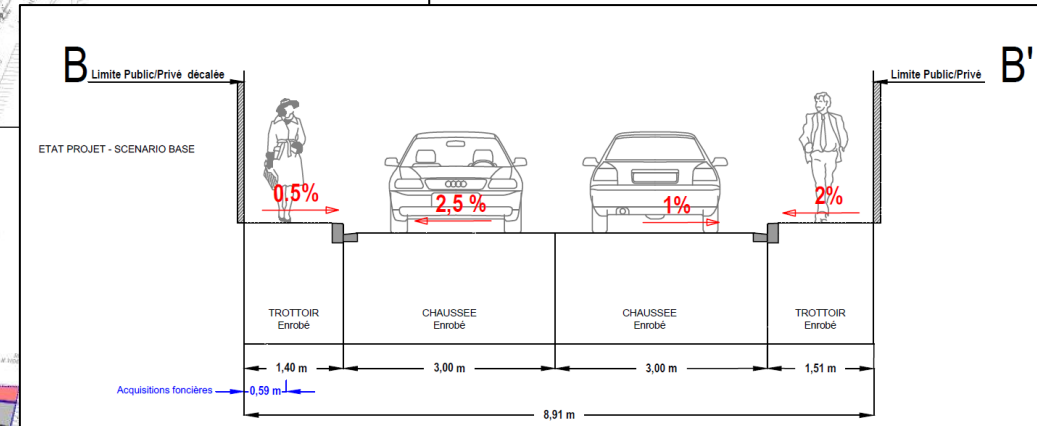 B Limite Public/Privé décalée
Limite Public/Privé B'
ETAT PROJET - SCENARIO BASE
0.5%
2,5 %
1%
2%
TROTTOIR
Enrobé
CHAUSSEE
Enrobé
CHAUSSEE
Enrobé
TROTTOIR
Enrobé
1,40 m
3,00 m
3,00 m
1,51 m
Acquisitions foncières 0,59 m
8,91 m